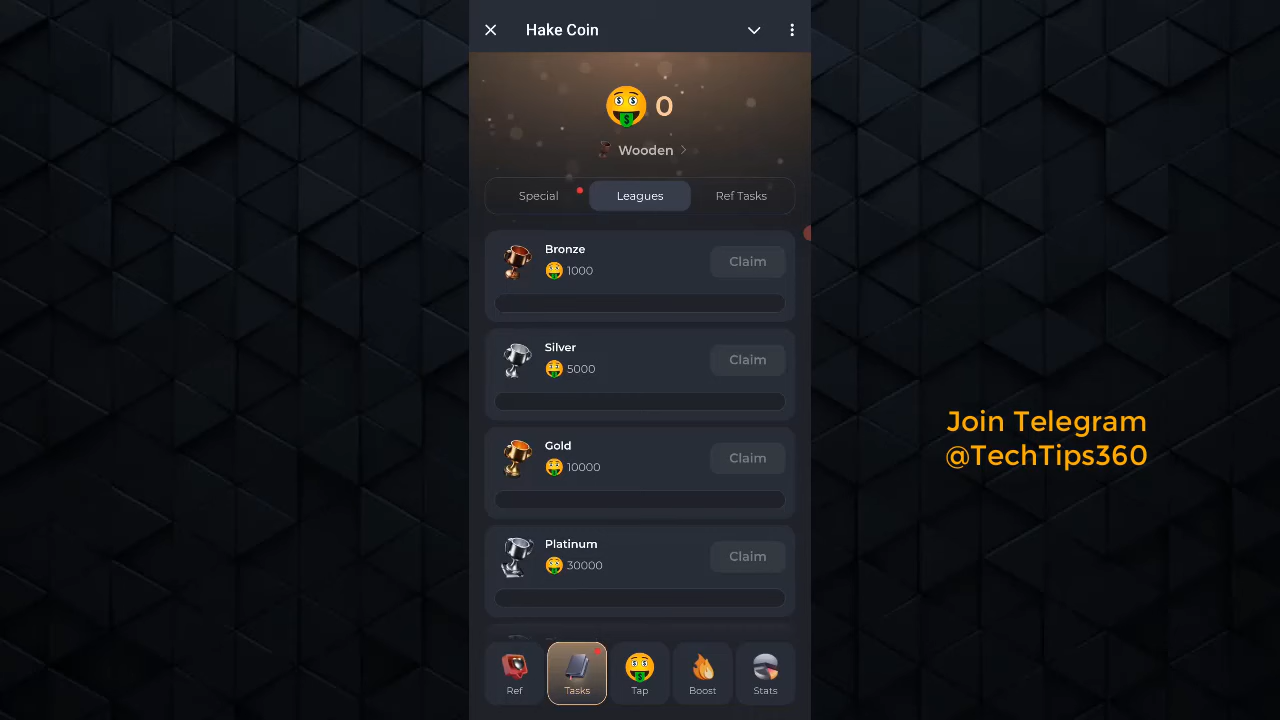 Hake Coin
0
Wooden
Special
Leagues
Ref Tasks
Bronze
1000
Claim
Silver
5000
Claim
Gold
10000
Claim
Platinum
30000
Claim
Join Telegram
@TechTips360
Ref
Tasks
Tap
Boost
Stats